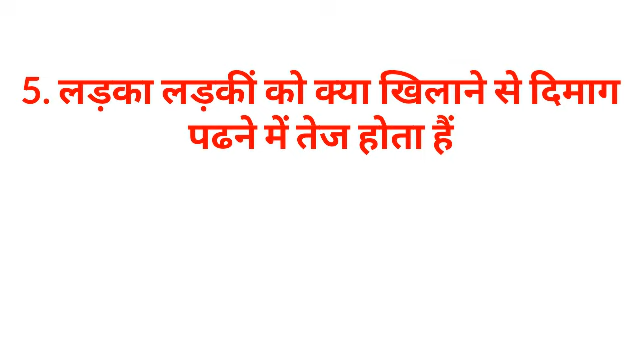 5. लड़का लड़कीं को क्या खिलाने से दिमाग
पढने में तेज होता हैं